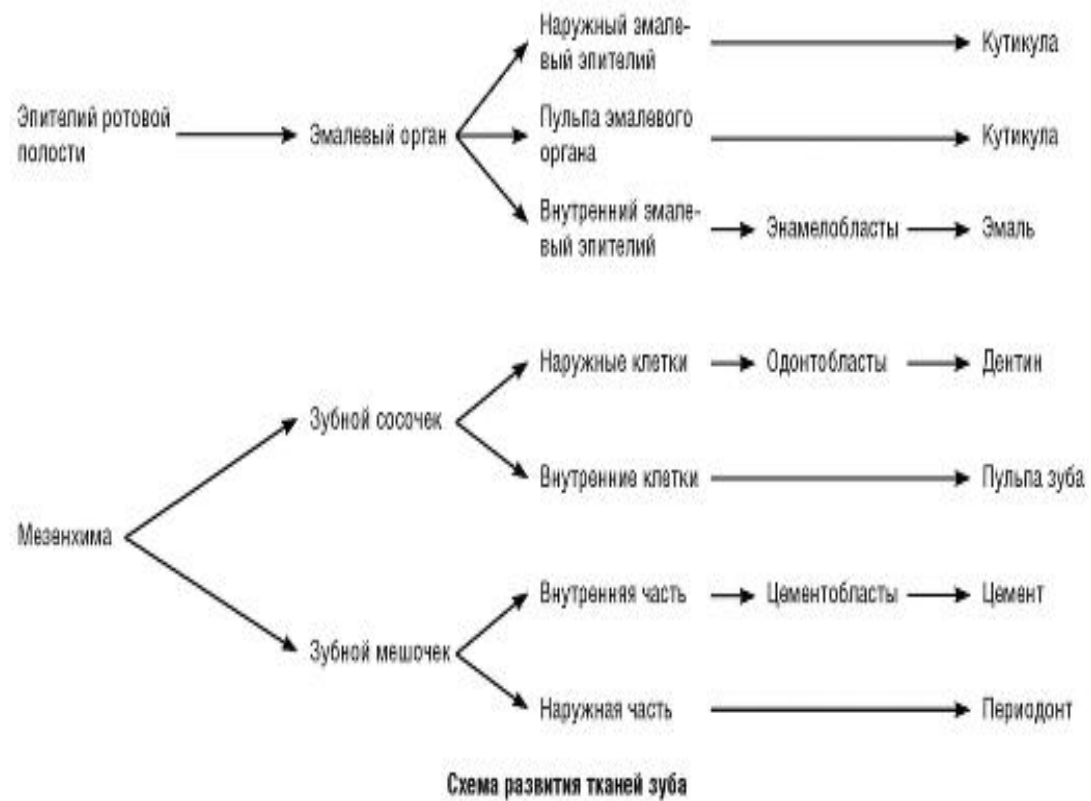 Наружный эмале-
вый эпителий
Кутикула
Эпителий ротовой
полости
Эмалевый орган
Пульпа эмалевого
органа
Кутикула
Внутренний эмале-
вый эпителий
Энамелобласты
Эмаль
Наружные клетки
Одонтобласты
Дентин
Зубной сосочек
Внутренние клетки
Пульпа зуба
Мезенхима
Внутренняя часть
Цементобласты
Цемент
Зубной мешочек
Наружная часть
Периодонт
Схема развития тканей зуба